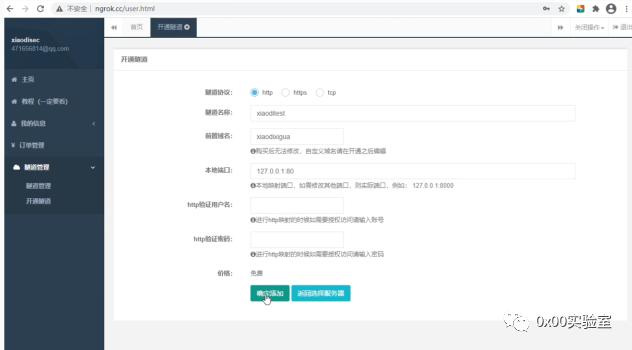 不安全 | ngrok.cc/user.html
xiaodisec
471656814@qq.com
首页
开通隧道
关闭操作
退出
主页
教程（一定要看）
我的信息
订单管理
隧道管理
隧道管理
开通隧道
开通隧道
隧道协议：
http
https
tcp
隧道名称：
xiaoditest
前置域名：
xiaodixigua
购买后无法修改，自定义域名请在开通之后编辑
本地端口：
127.0.0.1:80
本地映射端口，如需修改其他端口，则实际端口，例如： 127.0.0.1:8000
http验证用户名：
进行http映射的时候如需要授权访问请输入账号
http验证密码：
进行http映射的时候如需要授权访问请输入密码
价格：
免费
确定添加
返回选择服务器
0x00实验室